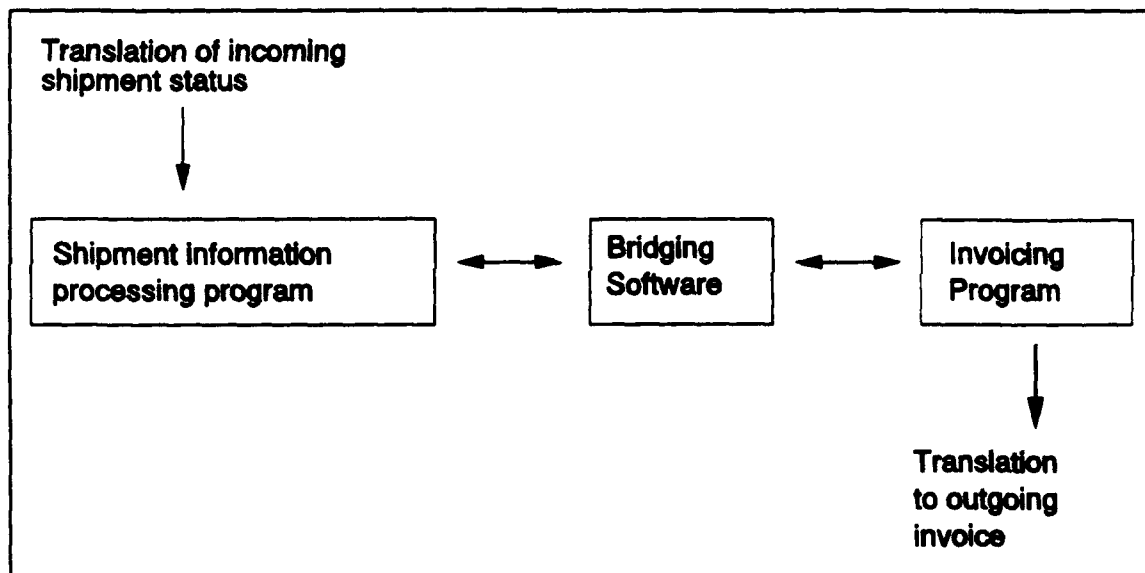 Translation of incoming
shipment status
Shipment information
processing program
Bridging
Software
Invoicing
Program
Translation
to outgoing
invoice